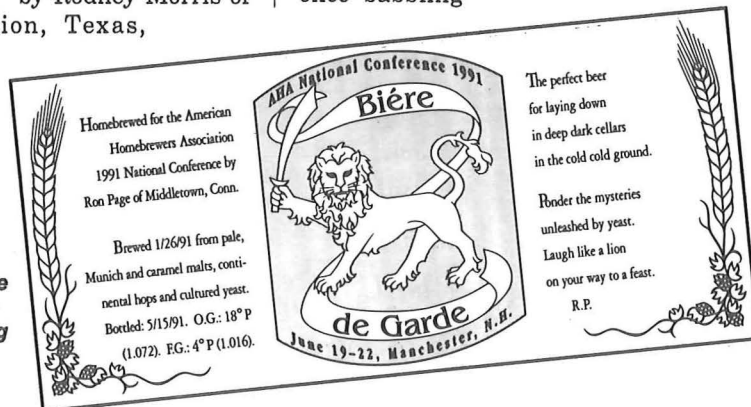 by Rodney Morris of
once bubbling
ion, Texas,
Homebrewed for the American
Homebrewers Association
1991 National Conference by
Ron Page of Middletown, Conn.
Brewed 1/26/91 from pale,
Munich and caramel malts, conti-
nental hops and cultured yeast.
Bottled: 5/15/91. O.G.: 18° P
(1.072). F.G.: 4° P (1.016).
AHA National Conference 1991
Biére
de Garde
June 19-22, Manchester, N.H.
The perfect beer
for laying down
in deep dark cellars
in the cold cold ground.
Ponder the mysteries
unleashed by yeast.
Laugh like a lion
on your way to a feast.
R.P.